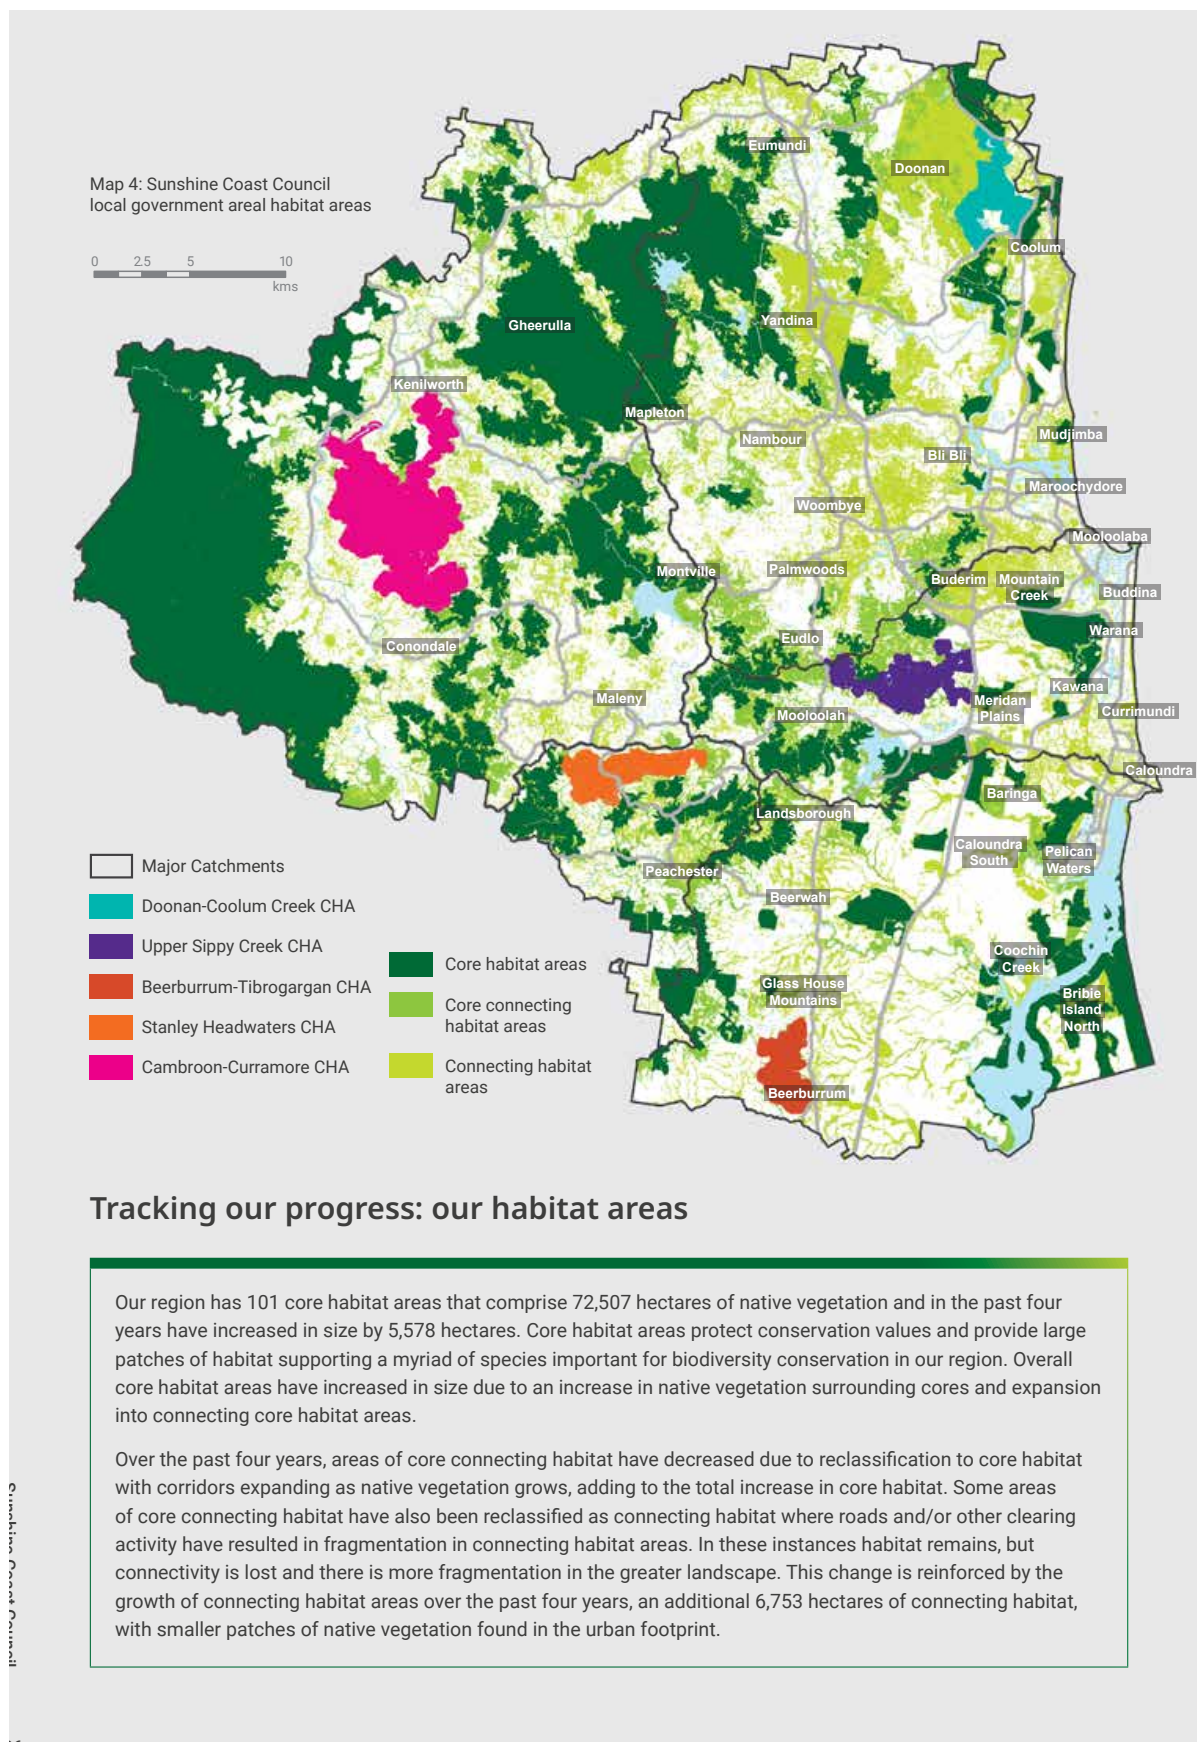 Map 4: Sunshine Coast Council
local government areal habitat areas
0 2.5 5 10
kms
Eumundi
Doonan
Coolum
Gheerulla
Yandina
Kenilworth
Mapleton
Nambour
Mudjimba
Bli Bli
Maroochydore
Woombye
Mooloolaba
Montville
Palmwoods
Buderim
Mountain
Creek
Buddina
Warana
Eudlo
Conondale
Kawana
Maleny
Mooloolah
Meridan
Plains
Currimundi
Caloundra
Baringa
Landsborough
Caloundra
South
Pelican
Waters
Peachester
Beerwah
Coochin
Creek
Glass House
Mountains
Bribie
Island
North
Beerburrum
Major Catchments
Doonan-Coolum Creek CHA
Upper Sippy Creek CHA
Beerburrum-Tibrogargan CHA
Stanley Headwaters CHA
Cambroon-Curramore CHA
Core habitat areas
Core connecting
habitat areas
Connecting habitat
areas
Tracking our progress: our habitat areas
Our region has 101 core habitat areas that comprise 72,507 hectares of native vegetation and in the past four
years have increased in size by 5,578 hectares. Core habitat areas protect conservation values and provide large
patches of habitat supporting a myriad of species important for biodiversity conservation in our region. Overall
core habitat areas have increased in size due to an increase in native vegetation surrounding cores and expansion
into connecting core habitat areas.
Over the past four years, areas of core connecting habitat have decreased due to reclassification to core habitat
with corridors expanding as native vegetation grows, adding to the total increase in core habitat. Some areas
of core connecting habitat have also been reclassified as connecting habitat where roads and/or other clearing
activity have resulted in fragmentation in connecting habitat areas. In these instances habitat remains, but
connectivity is lost and there is more fragmentation in the greater landscape. This change is reinforced by the
growth of connecting habitat areas over the past four years, an additional 6,753 hectares of connecting habitat,
with smaller patches of native vegetation found in the urban footprint.